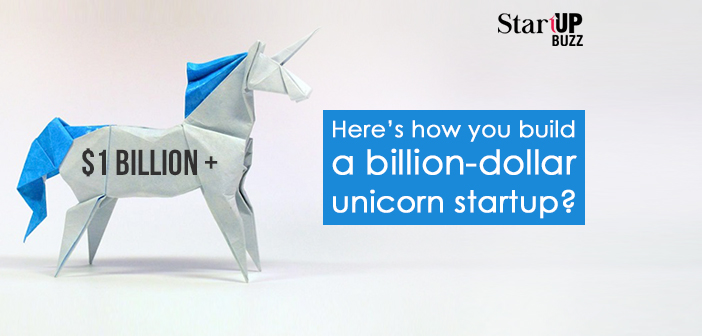 StartUP
BUZZ
$1 BILLION +
Here's how you build
a billion-dollar
unicorn startup?